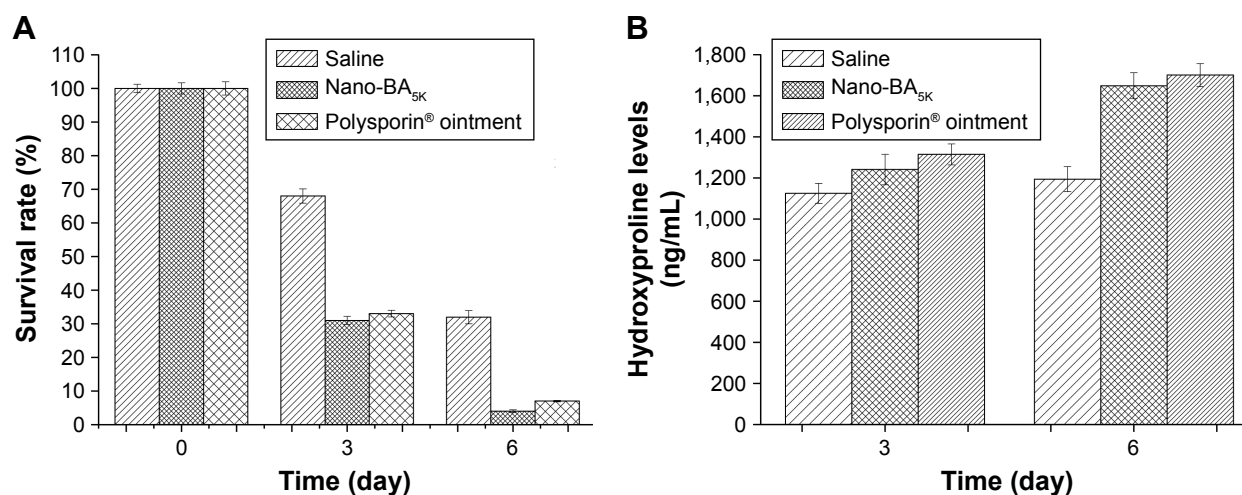 A
110
100
90
80
70
60
50
40
30
20
10
0
Survival rate (%)
Saline
Nano-BA5K
Polysporin® ointment
0 3 6
Time (day)
B
1,800
1,600
1,400
1,200
1,000
800
600
400
200
0
Hydroxyproline levels
(ng/mL)
Saline
Nano-BA5K
Polysporin® ointment
3 6
Time (day)